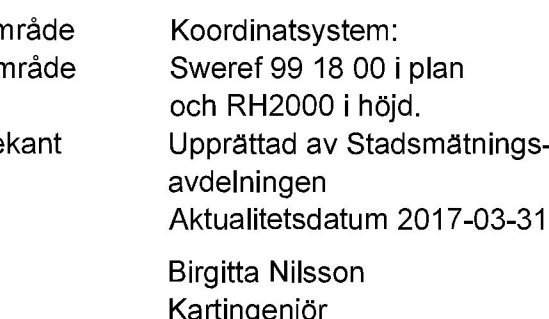 mråde Koordinatsystem:
mråde Sweref 99 18 00 i plan
och RH2000 i höjd.
ekant Upprättad av Stadsmätnings-
avdelningen
Aktualitetsdatum 2017-03-31
Birgitta Nilsson
Kartingenjör